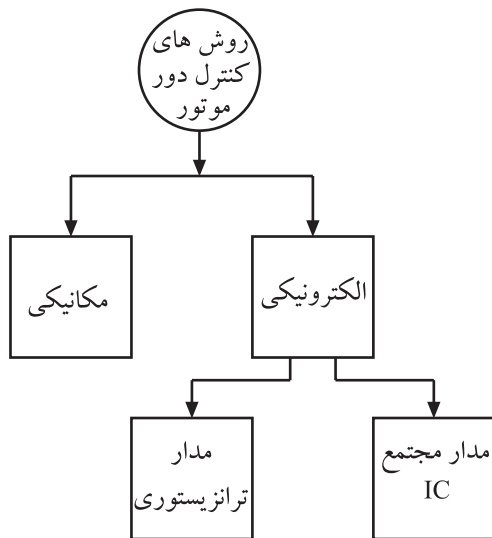 روش های
کنترل دور
موتور
الکترونیکی
مکانیکی
مدار مجتمع
IC
مدار
ترانزیستوری